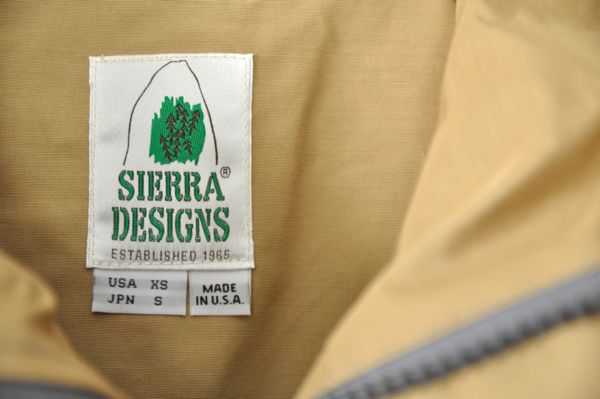 SIERRA®
DESIGNS
ESTABLISHED 1965
USA XS
JPN S
MADE
IN U.S.A.